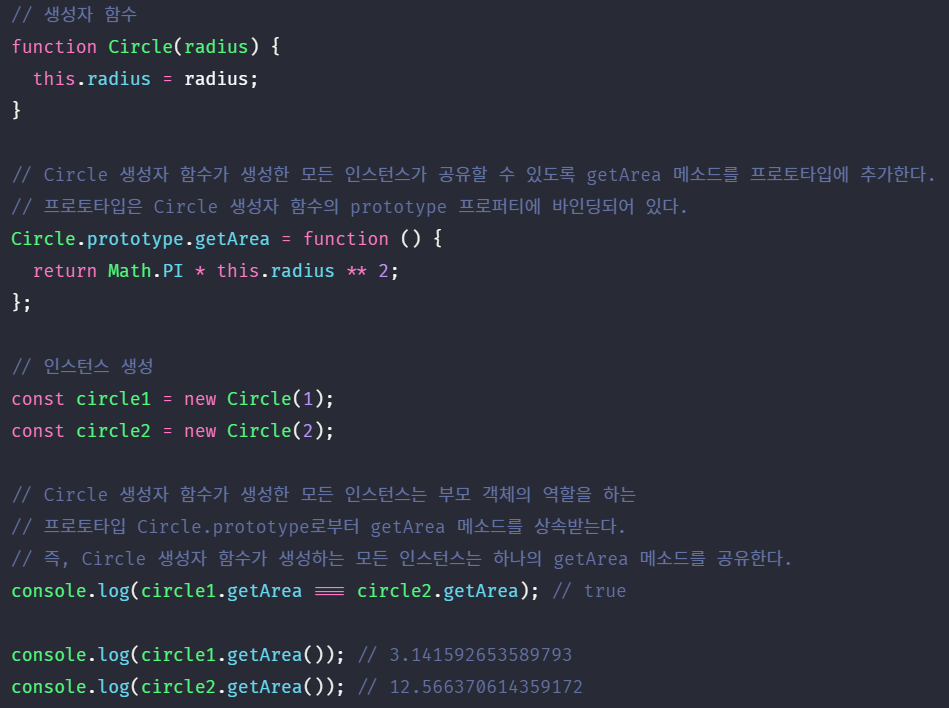 // 생성자 함수
function Circle(radius) {
  this.radius = radius;
}

// Circle 생성자 함수가 생성한 모든 인스턴스가 공유할 수 있도록 getArea 메소드를 프로토타입에 추가한다.
// 프로토타입은 Circle 생성자 함수의 prototype 프로퍼티에 바인딩되어 있다.
Circle.prototype.getArea = function () {
  return Math.PI * this.radius ** 2;
};

// 인스턴스 생성
const circle1 = new Circle(1);
const circle2 = new Circle(2);

// Circle 생성자 함수가 생성한 모든 인스턴스는 부모 객체의 역할을 하는
// 프로토타입 Circle.prototype로부터 getArea 메소드를 상속받는다.
// 즉, Circle 생성자 함수가 생성하는 모든 인스턴스는 하나의 getArea 메소드를 공유한다.
console.log(circle1.getArea === circle2.getArea); // true

console.log(circle1.getArea()); // 3.141592653589793
console.log(circle2.getArea()); // 12.566370614359172